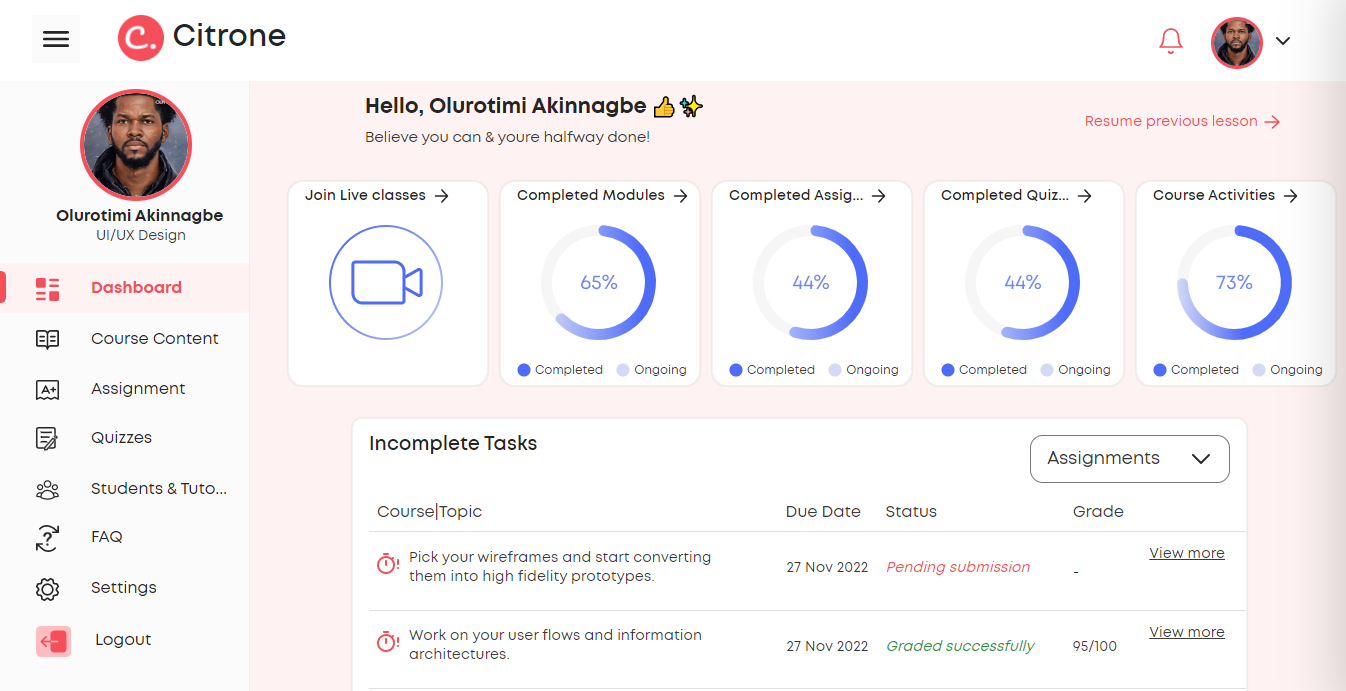 C.
Citrone
Olurotimi Akinnagbe
UI/UX Design
Dashboard
Course Content
A+
Assignment
Quizzes
Students & Tuto...
?
FAQ
Settings
Logout
Hello, Olurotimi Akinnagbe 👍✨
Believe you can & youre halfway done!
Resume previous lesson →
Join Live classes →
Completed Modules →
65%
Completed Ongoing
Completed Assig... →
44%
Completed Ongoing
Completed Quiz... →
44%
Completed Ongoing
Course Activities →
73%
Completed Ongoing
Incomplete Tasks
Assignments
Course|Topic Due Date Status Grade
Pick your wireframes and start converting
them into high fidelity prototypes.
27 Nov 2022 Pending submission - View more
Work on your user flows and information
architectures.
27 Nov 2022 Graded successfully 95/100 View more